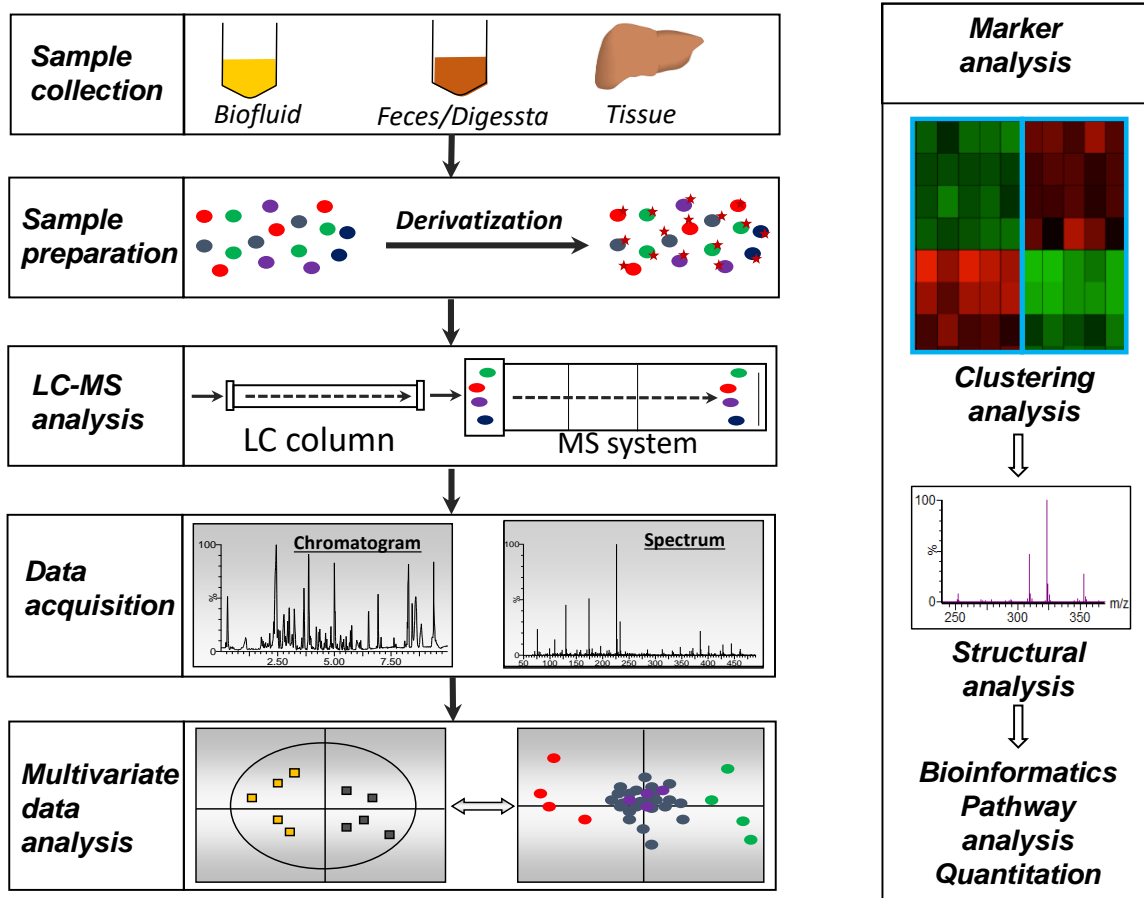 Sample
collection
Biofluid
Feces/Digessta
Tissue
Sample
preparation
Derivatization
LC-MS
analysis
LC column
MS system
Data
acquisition
Chromatogram
100
%
0
2.50
5.00
7.50
Spectrum
100
%
0
50
100
150
200
250
300
350
400
450
Multivariate
data
analysis
Marker
analysis
Clustering
analysis
100
%
0
250
300
350
m/z
Structural
analysis
Bioinformatics
Pathway
analysis
Quantitation